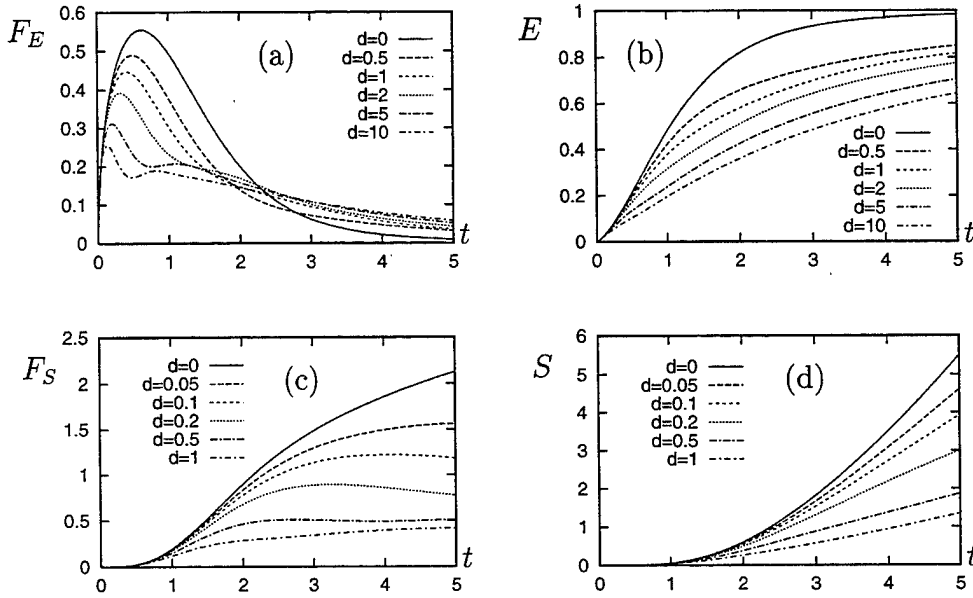 F_E
0.6
0.5
0.4
0.3
0.2
0.1
0
0 1 2 3 4 5
t
(a)
d=0
d=0.5
d=1
d=2
d=5
d=10
E
1
0.8
0.6
0.4
0.2
0
0 1 2 3 4 5
t
(b)
d=0
d=0.5
d=1
d=2
d=5
d=10
F_S
2.5
2
1.5
1
0.5
0
0 1 2 3 4 5
t
(c)
d=0
d=0.05
d=0.1
d=0.2
d=0.5
d=1
S
6
5
4
3
2
1
0
0 1 2 3 4 5
t
(d)
d=0
d=0.05
d=0.1
d=0.2
d=0.5
d=1